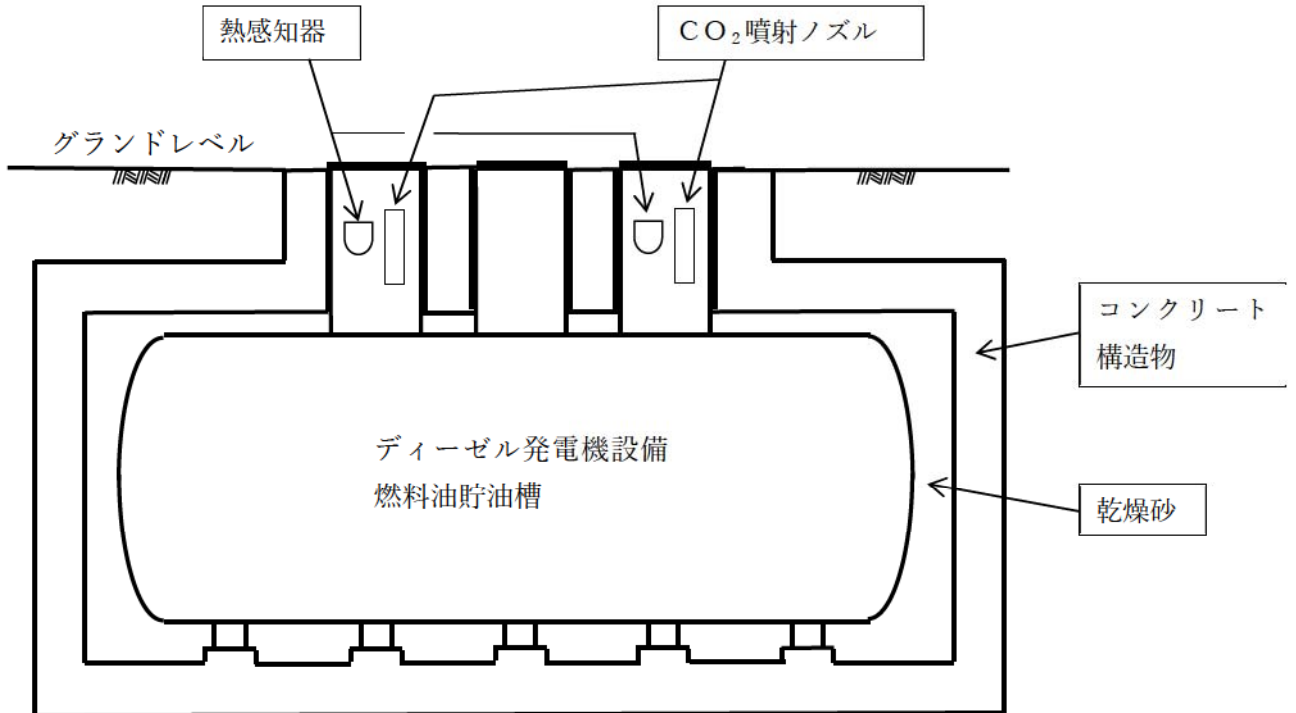 熱感知器
CO₂噴射ノズル
グランドレベル
コンクリート
構造物
ディーゼル発電機設備
燃料油貯油槽
乾燥砂